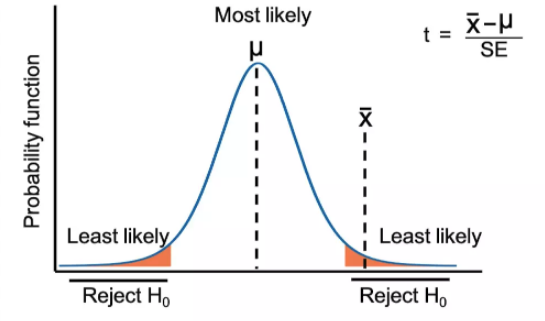 Most likely
μ
t = x̄–μ
SE
x̄
Probability function
Least likely
Least likely
Reject H₀
Reject H₀